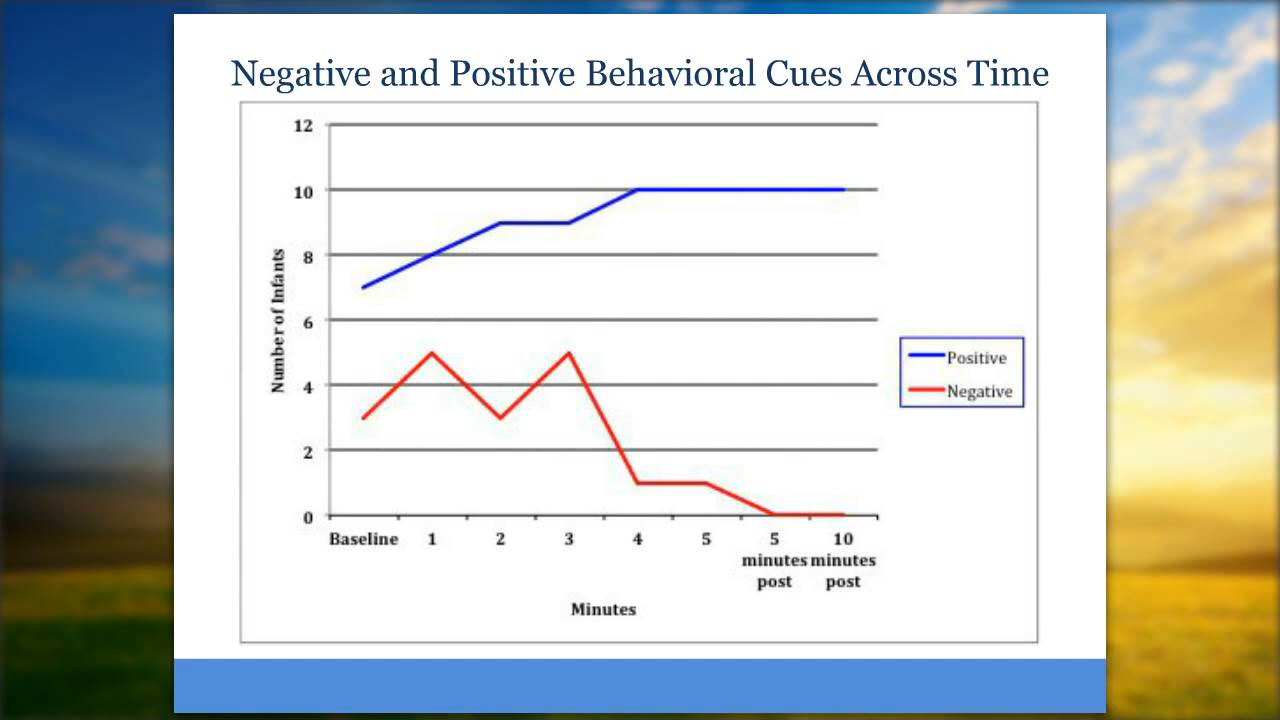 Negative and Positive Behavioral Cues Across Time
12
10
8
6
4
2
0
Number of Infants
Baseline 1 2 3 4 5 5 10
minutes minutes
post post
Minutes
Positive
Negative